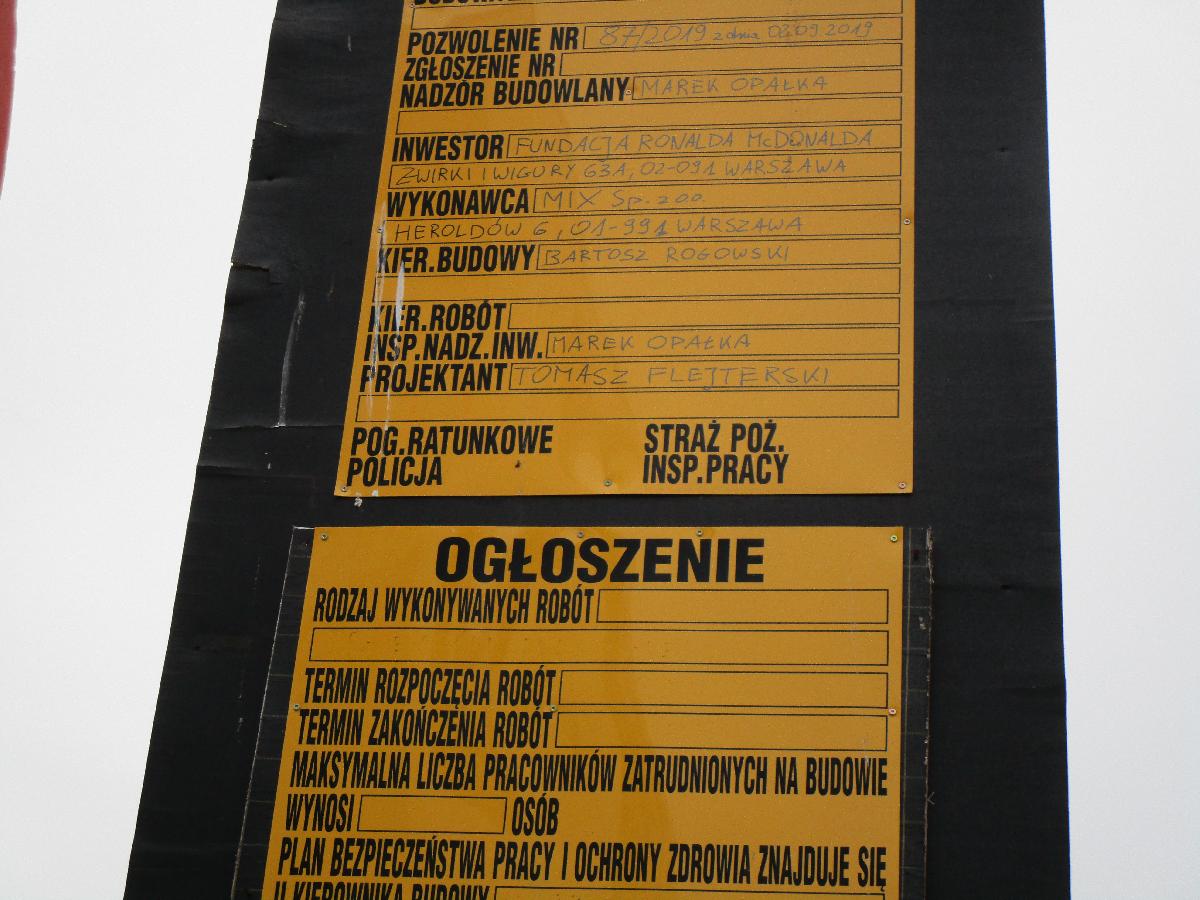 POZWOLENIE NR 87/2019 z dnia 02.09.2019
ZGŁOSZENIE NR
NADZÓR BUDOWLANY MAREK OPAŁKA
INWESTOR FUNDACJA RONALDA McDONALDA
ŻWIRKI I WIGURY 63A, 02-091 WARSZAWA
WYKONAWCA MIX Sp. z o.o.
HEROLDÓW 6, 01-991 WARSZAWA
KIER.BUDOWY BARTOSZ ROGOWSKI
KIER.ROBÓT
INSP.NADZ.INW. MAREK OPAŁKA
PROJEKTANT TOMASZ FLEJTERSKI
POG.RATUNKOWE STRAŻ POŻ.
POLICJA INSP.PRACY
OGŁOSZENIE
RODZAJ WYKONYWANYCH ROBÓT
TERMIN ROZPOCZĘCIA ROBÓT
TERMIN ZAKOŃCZENIA ROBÓT
MAKSYMALNA LICZBA PRACOWNIKÓW ZATRUDNIONYCH NA BUDOWIE
WYNOSI OSÓB
PLAN BEZPIECZEŃSTWA PRACY I OCHRONY ZDROWIA ZNAJDUJE SIĘ
U KIEROWNIKA BUDOWY